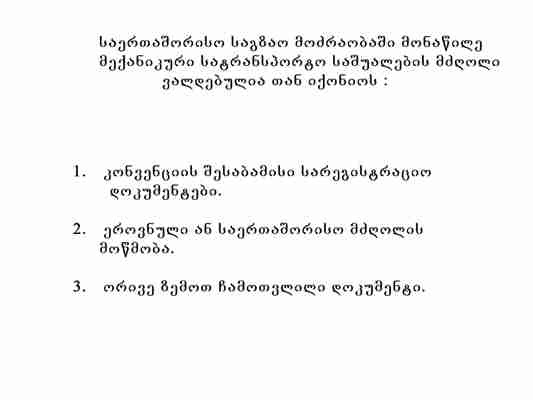 საერთაშორისო საგზაო მოძრაობაში მონაწილე
მექანიკური სატრანსპორტო საშუალების მძღოლი
ვალდებულია თან იქონიოს :
1. კონვენციის შესაბამისი სარეგისტრაციო
დოკუმენტები.
2. ეროვნული ან საერთაშორისო მძღოლის
მოწმობა.
3. ორივე ზემოთ ჩამოთვლილი დოკუმენტი.